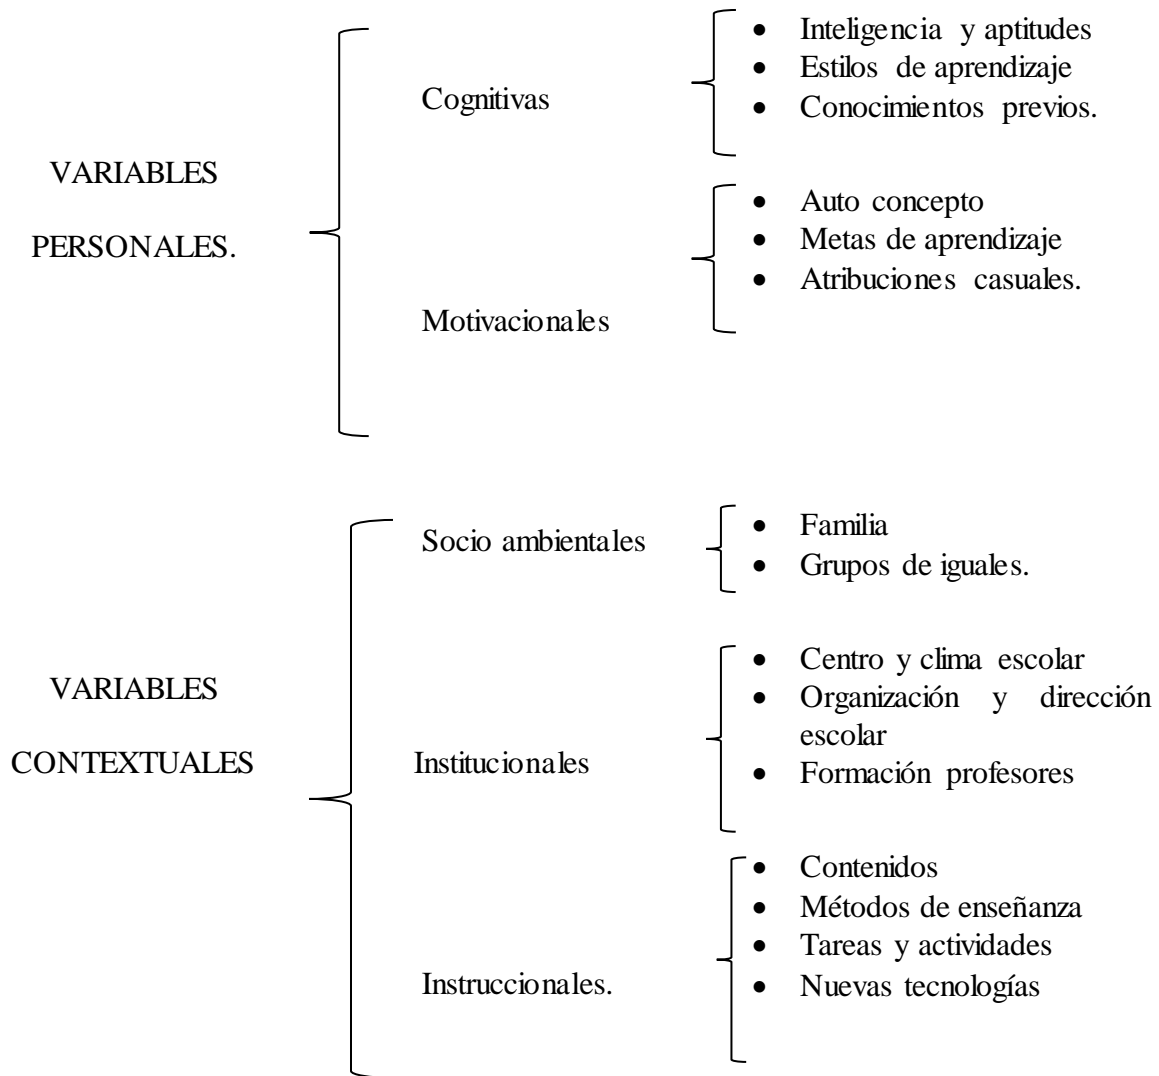 VARIABLES
PERSONALES.
Cognitivas
• Inteligencia y aptitudes
• Estilos de aprendizaje
• Conocimientos previos.
Motivacionales
• Auto concepto
• Metas de aprendizaje
• Atribuciones casuales.
VARIABLES
CONTEXTUALES
Socio ambientales
• Familia
• Grupos de iguales.
Institucionales
• Centro y clima escolar
• Organización y dirección
escolar
• Formación profesores
Instruccionales.
• Contenidos
• Métodos de enseñanza
• Tareas y actividades
• Nuevas tecnologías